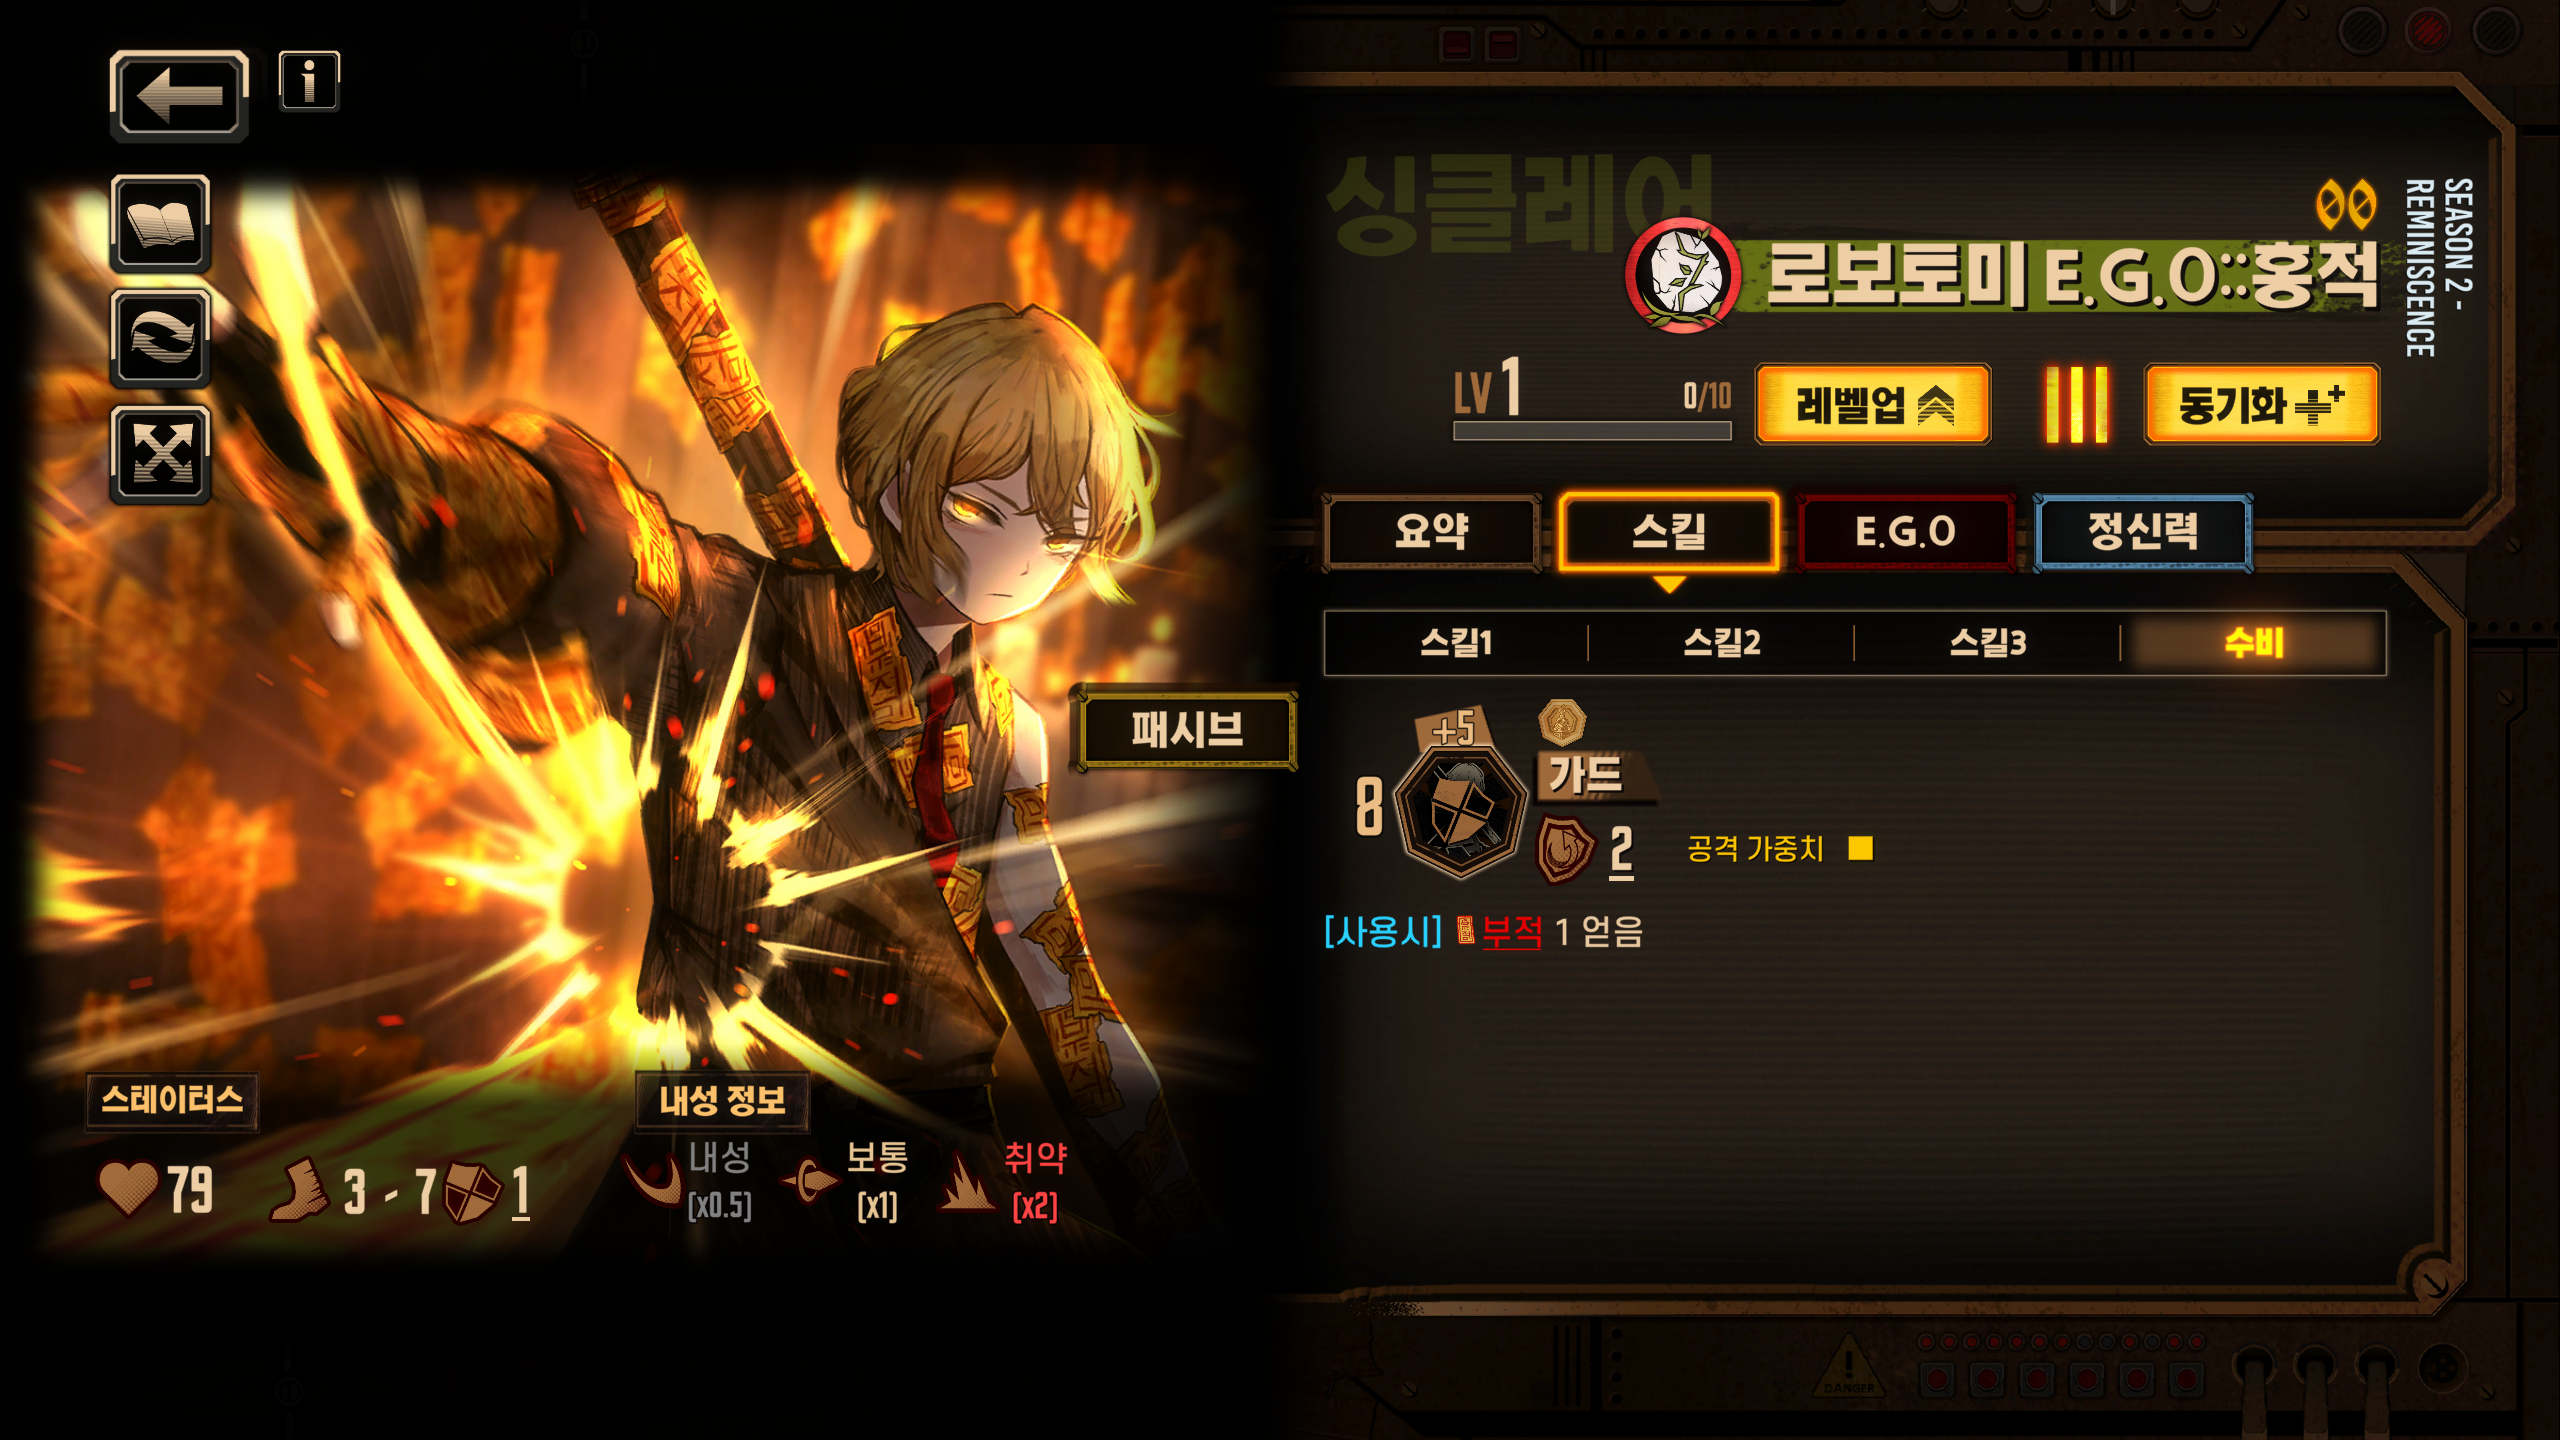 싱클레어
로보토미 E.G.O::홍적
SEASON 2 -
REMINISCENCE
LV 1
0/10
레벨업
동기화
요약
스킬
E.G.O
정신력
스킬1
스킬2
스킬3
수비
+5
8
가드
2
공격 가중치
[사용시] 부적 1 얻음
패시브
스테이터스
79
3 - 7
1
내성 정보
내성
[x0.5]
보통
[x1]
취약
[x2]
DANGER